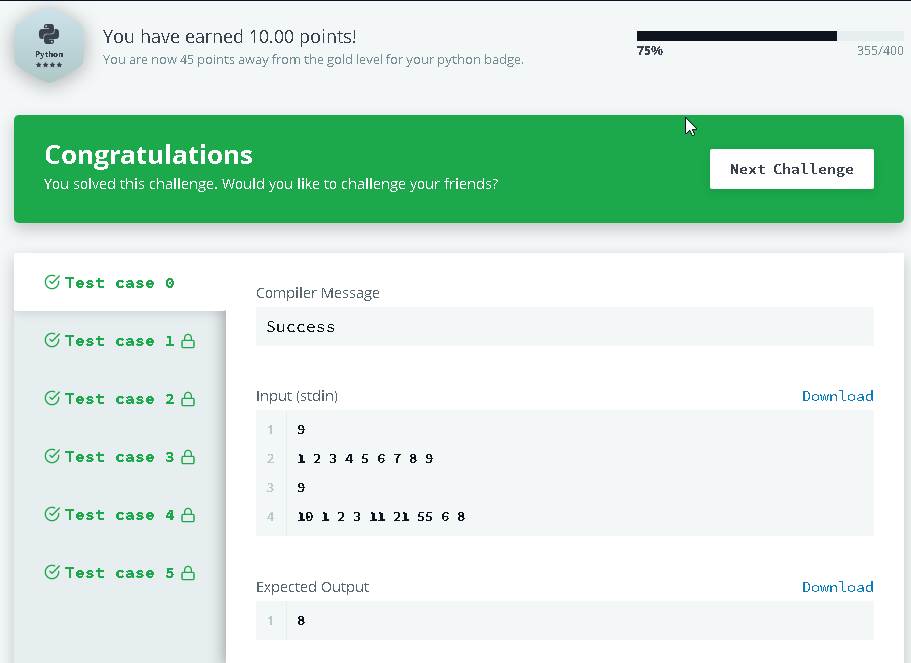 Python
★★★★
You have earned 10.00 points!
You are now 45 points away from the gold level for your python badge.
75%
355/400
Congratulations
You solved this challenge. Would you like to challenge your friends?
Next Challenge
Test case 0
Test case 1
Test case 2
Test case 3
Test case 4
Test case 5
Compiler Message
Success
Input (stdin)
Download
1 9
2 1 2 3 4 5 6 7 8 9
3 9
4 10 1 2 3 11 21 55 6 8
Expected Output
Download
1 8